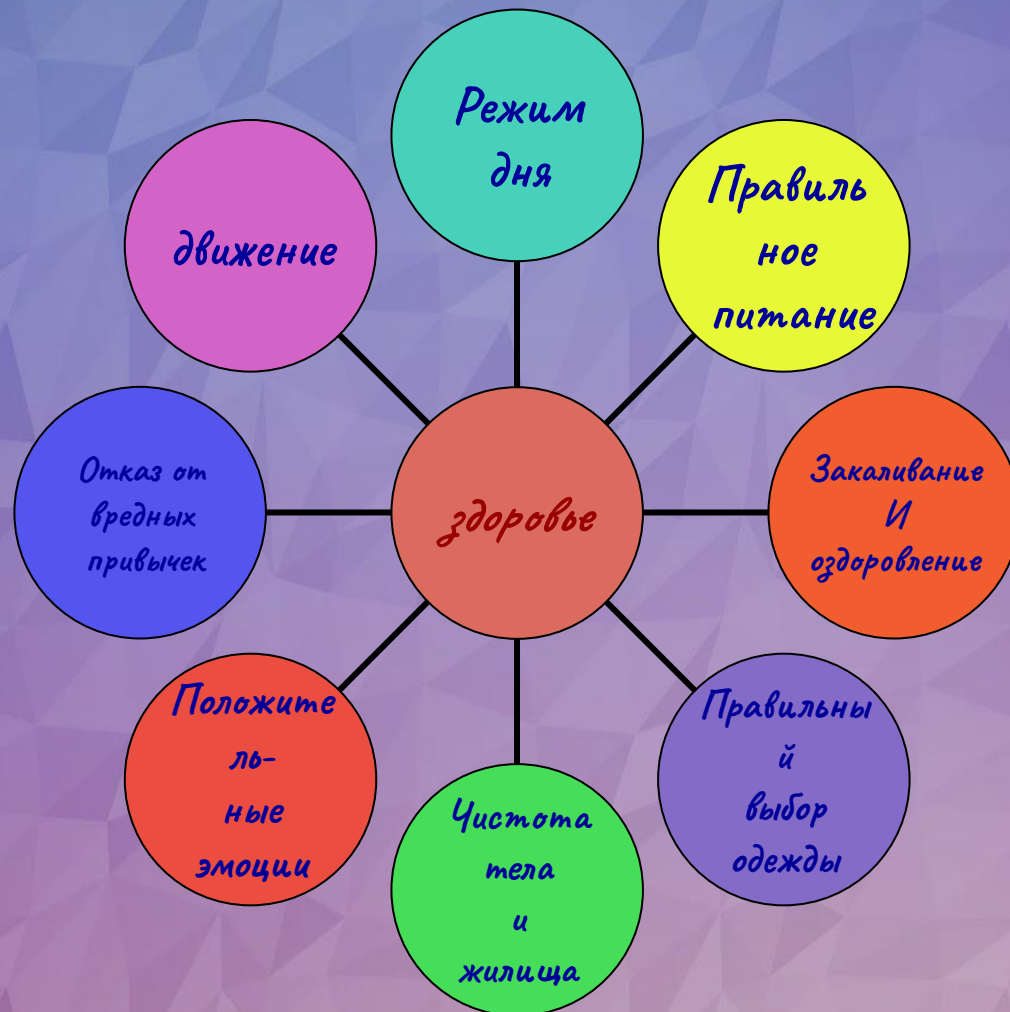 Режим
дня
Правиль
ное
питание
Закаливание
И
оздоровление
Правильны
й
выбор
одежды
Чистота
тела
и
жилища
Положите
ль-
ные
эмоции
Отказ от
вредных
привычек
движение
здоровье